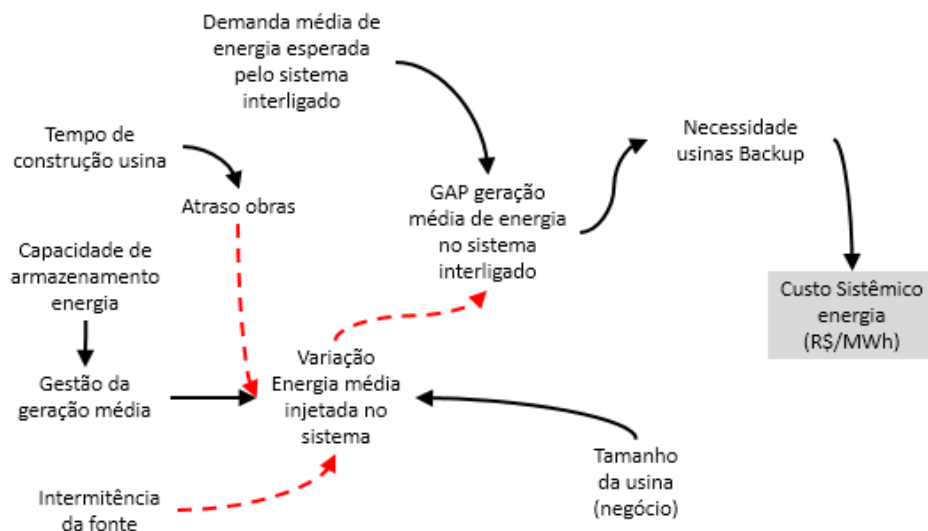 Demanda média de
energia esperada
pelo sistema
interligado
Tempo de
construção usina
Necessidade
usinas Backup
Atraso obras
GAP geração
média de energia
no sistema
interligado
Capacidade de
armazenamento
energia
Custo Sistêmico
energia
(R$/MWh)
Gestão da
geração média
Variação
Energia média
injetada no
sistema
Tamanho
da usina
(negócio)
Intermitência
da fonte